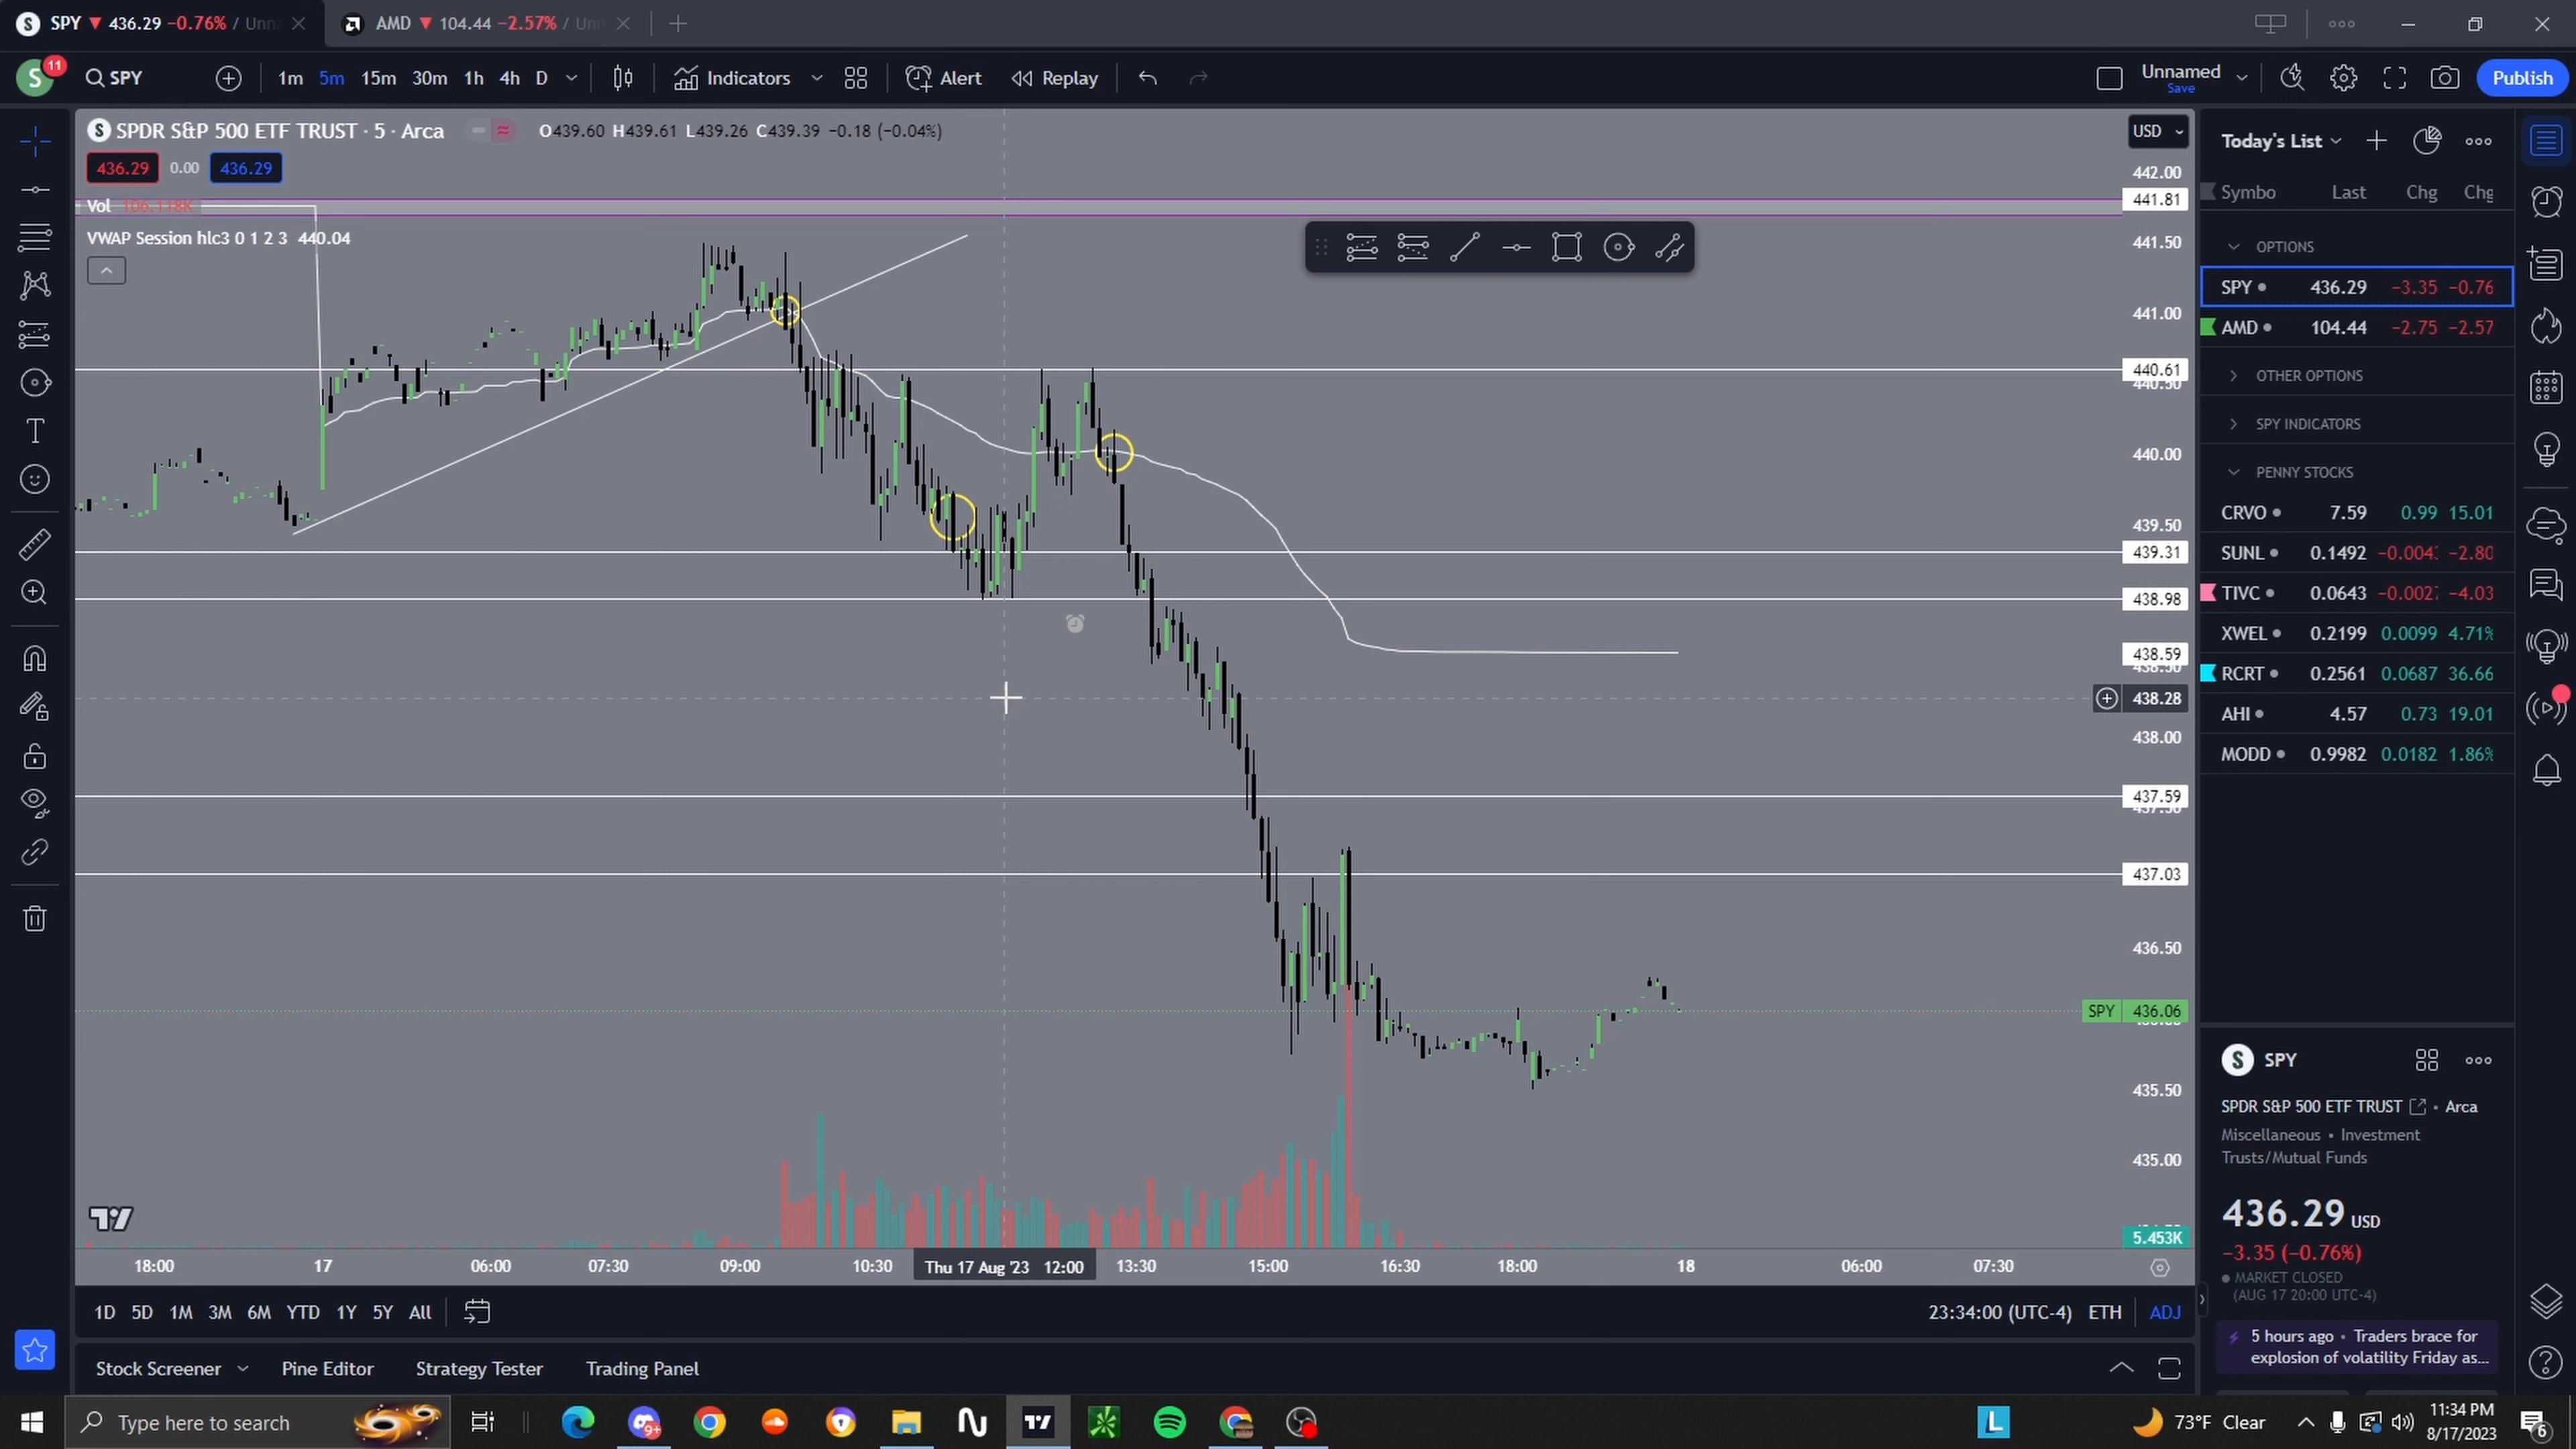 SPY 436.29 −0.76% / Unn
AMD 104.44 −2.57% / Unn
S 11 SPY 1m 5m 15m 30m 1h 4h D Indicators Alert Replay Unnamed Save Publish
SPDR S&P 500 ETF TRUST · 5 · Arca O439.60 H439.61 L439.26 C439.39 −0.18 (−0.04%)
436.29 0.00 436.29
Vol 106.118K
VWAP Session hlc3 0 1 2 3 440.04
USD
442.00
441.81
441.50
441.00
440.61
440.50
440.00
439.50
439.31
438.98
438.59
438.50
438.28
438.00
437.59
437.50
437.03
436.50
SPY 436.06
435.50
435.00
5.453K
18:00 17 06:00 07:30 09:00 10:30 Thu 17 Aug '23 12:00 13:30 15:00 16:30 18:00 18 06:00 07:30
1D 5D 1M 3M 6M YTD 1Y 5Y All 23:34:00 (UTC-4) ETH ADJ
Stock Screener Pine Editor Strategy Tester Trading Panel
Today's List
Symbo Last Chg Chg
OPTIONS
SPY 436.29 −3.35 −0.76
AMD 104.44 −2.75 −2.57
OTHER OPTIONS
SPY INDICATORS
PENNY STOCKS
CRVO 7.59 0.99 15.01
SUNL 0.1492 −0.004 −2.80
TIVC 0.0643 −0.002 −4.03
XWEL 0.2199 0.0099 4.71%
RCRT 0.2561 0.0687 36.66
AHI 4.57 0.73 19.01
MODD 0.9982 0.0182 1.86%
S SPY
SPDR S&P 500 ETF TRUST · Arca
Miscellaneous · Investment
Trusts/Mutual Funds
436.29 USD
−3.35 (−0.76%)
MARKET CLOSED
(AUG 17 20:00 UTC-4)
5 hours ago · Traders brace for
explosion of volatility Friday as...
Type here to search 9+ L 73°F Clear 11:34 PM
8/17/2023 6